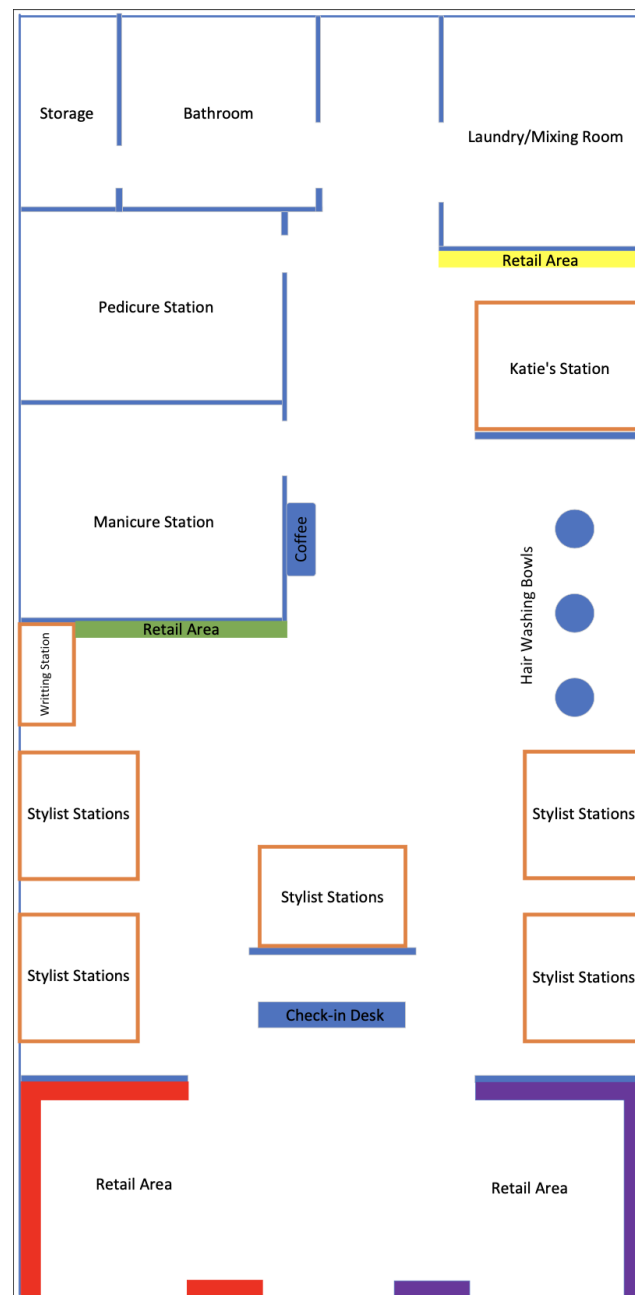 Storage
Bathroom
Laundry/Mixing Room
Retail Area
Pedicure Station
Katie's Station
Manicure Station
Coffee
Hair Washing Bowls
Retail Area
Writting Station
Stylist Stations
Stylist Stations
Stylist Stations
Stylist Stations
Stylist Stations
Check-in Desk
Retail Area
Retail Area